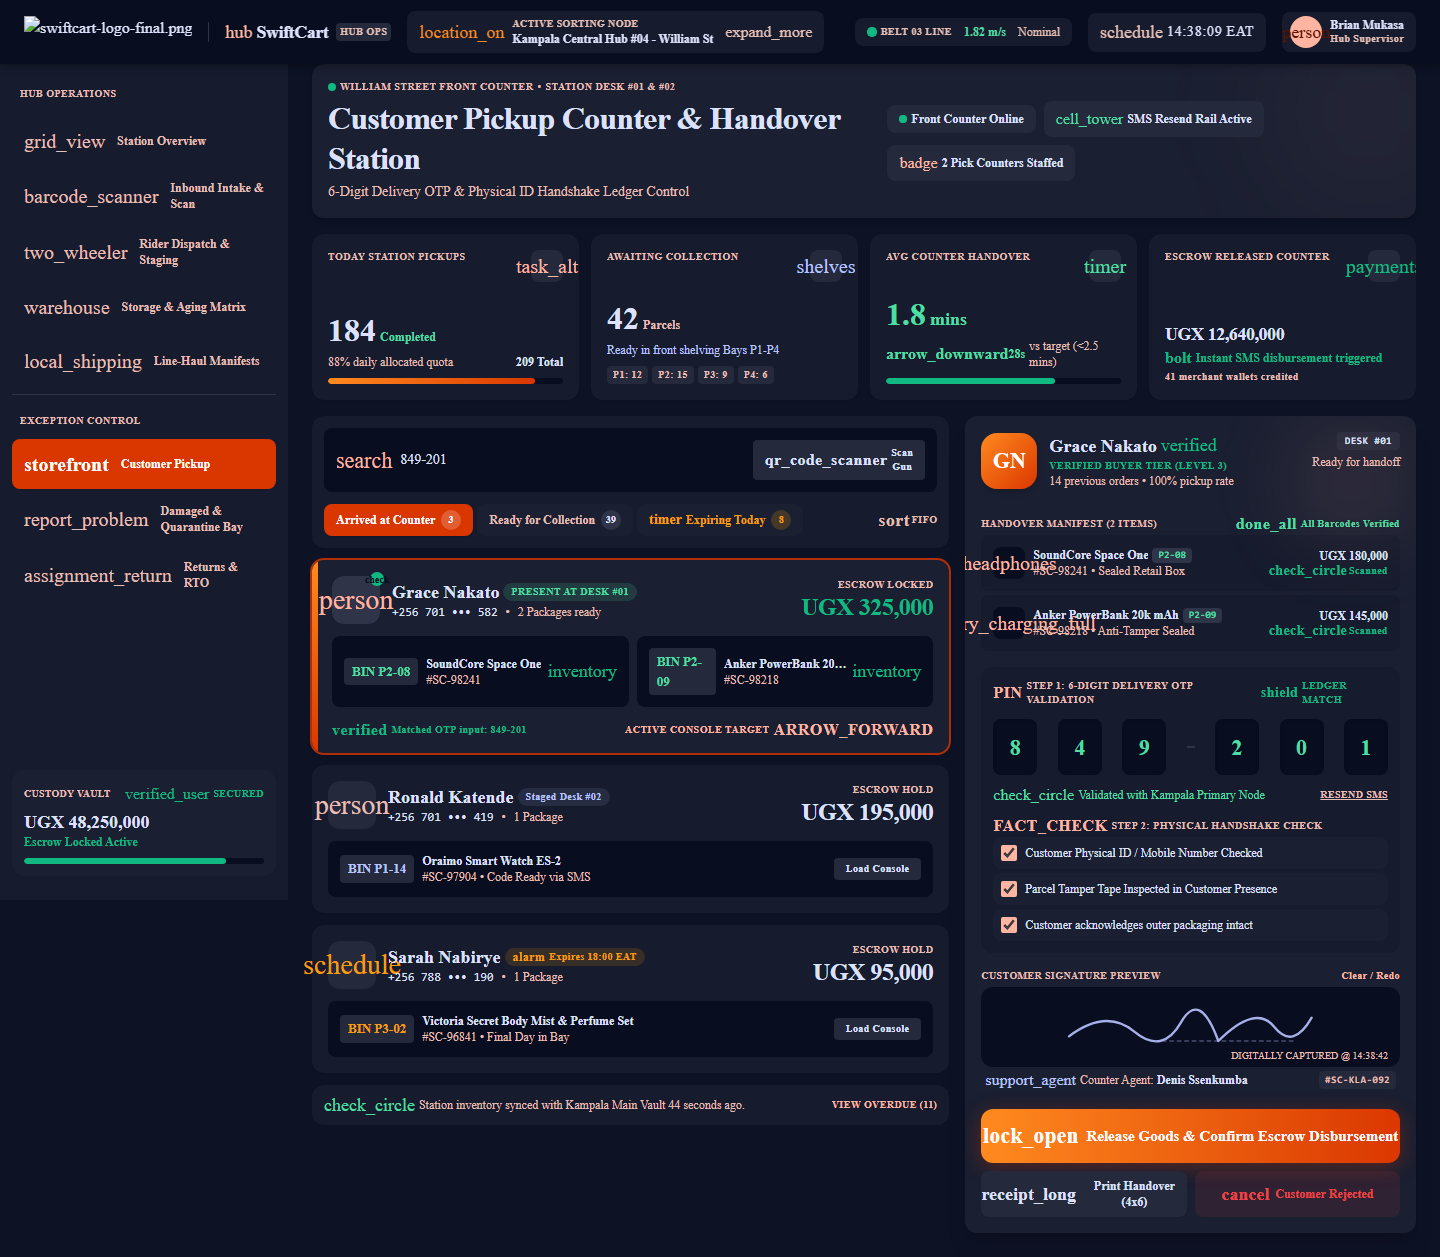 swiftcart-logo-final.png
hub SwiftCart HUB OPS
location_on ACTIVE SORTING NODE
Kampala Central Hub #04 - William St expand_more
BELT 03 LINE 1.82 m/s Nominal
schedule 14:38:09 EAT
Brian Mukasa
Hub Supervisor
HUB OPERATIONS
grid_view Station Overview
barcode_scanner Inbound Intake & Scan
two_wheeler Rider Dispatch & Staging
warehouse Storage & Aging Matrix
local_shipping Line-Haul Manifests
EXCEPTION CONTROL
storefront Customer Pickup
report_problem Damaged & Quarantine Bay
assignment_return Returns & RTO
CUSTODY VAULT verified_user SECURED
UGX 48,250,000
Escrow Locked Active
WILLIAM STREET FRONT COUNTER • STATION DESK #01 & #02
Customer Pickup Counter & Handover
Station
6-Digit Delivery OTP & Physical ID Handshake Ledger Control
Front Counter Online
cell_tower SMS Resend Rail Active
badge 2 Pick Counters Staffed
TODAY STATION PICKUPS task_alt
184 Completed
88% daily allocated quota 209 Total
AWAITING COLLECTION shelves
42 Parcels
Ready in front shelving Bays P1-P4
P1: 12 P2: 15 P3: 9 P4: 6
AVG COUNTER HANDOVER timer
1.8 mins
arrow_downward 28s vs target (<2.5 mins)
ESCROW RELEASED COUNTER payments
UGX 12,640,000
bolt Instant SMS disbursement triggered
41 merchant wallets credited
search 849-201
qr_code_scanner Scan Gun
Arrived at Counter 3
Ready for Collection 39
timer Expiring Today 8
sort FIFO
check
person Grace Nakato PRESENT AT DESK #01
+256 701 ••• 582 • 2 Packages ready
ESCROW LOCKED
UGX 325,000
BIN P2-08 SoundCore Space One
#SC-98241 inventory
BIN P2-09 Anker PowerBank 20...
#SC-98218 inventory
verified Matched OTP input: 849-201
ACTIVE CONSOLE TARGET ARROW_FORWARD
person Ronald Katende Staged Desk #02
+256 701 ••• 419 • 1 Package
ESCROW HOLD
UGX 195,000
BIN P1-14 Oraimo Smart Watch ES-2
#SC-97904 • Code Ready via SMS
Load Console
schedule Sarah Nabirye alarm Expires 18:00 EAT
+256 788 ••• 190 • 1 Package
ESCROW HOLD
UGX 95,000
BIN P3-02 Victoria Secret Body Mist & Perfume Set
#SC-96841 • Final Day in Bay
Load Console
check_circle Station inventory synced with Kampala Main Vault 44 seconds ago.
VIEW OVERDUE (11)
GN Grace Nakato verified
VERIFIED BUYER TIER (LEVEL 3)
14 previous orders • 100% pickup rate
DESK #01
Ready for handoff
HANDOVER MANIFEST (2 ITEMS) done_all All Barcodes Verified
headphones SoundCore Space One P2-08
#SC-98241 • Sealed Retail Box
UGX 180,000
check_circle Scanned
ry_charging_full Anker PowerBank 20k mAh P2-09
#SC-98218 • Anti-Tamper Sealed
UGX 145,000
check_circle Scanned
PIN STEP 1: 6-DIGIT DELIVERY OTP VALIDATION
shield LEDGER MATCH
8 4 9 - 2 0 1
check_circle Validated with Kampala Primary Node RESEND SMS
FACT_CHECK STEP 2: PHYSICAL HANDSHAKE CHECK
Customer Physical ID / Mobile Number Checked
Parcel Tamper Tape Inspected in Customer Presence
Customer acknowledges outer packaging intact
CUSTOMER SIGNATURE PREVIEW Clear / Redo
DIGITALLY CAPTURED @ 14:38:42
support_agent Counter Agent: Denis Ssenkumba #SC-KLA-092
lock_open Release Goods & Confirm Escrow Disbursement
receipt_long Print Handover (4x6)
cancel Customer Rejected